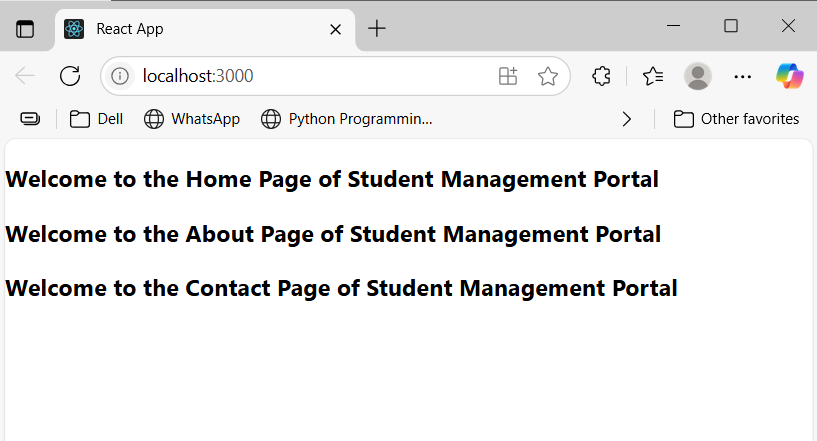 React App
localhost:3000
Dell WhatsApp Python Programmin... Other favorites
Welcome to the Home Page of Student Management Portal
Welcome to the About Page of Student Management Portal
Welcome to the Contact Page of Student Management Portal